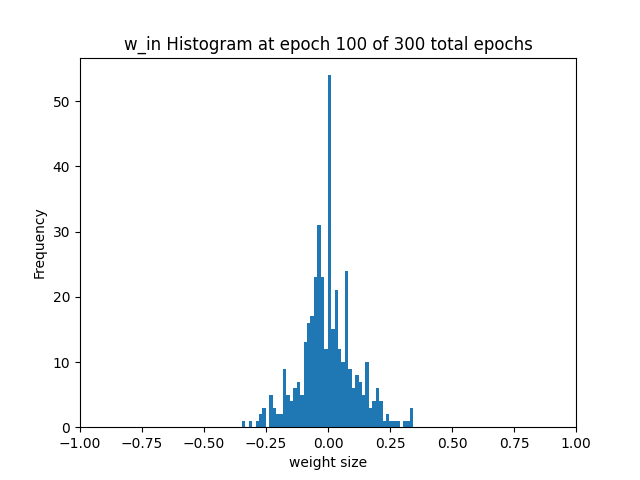 w_in Histogram at epoch 100 of 300 total epochs
50
40
30
20
10
0
Frequency
−1.00 −0.75 −0.50 −0.25 0.00 0.25 0.50 0.75 1.00
weight size